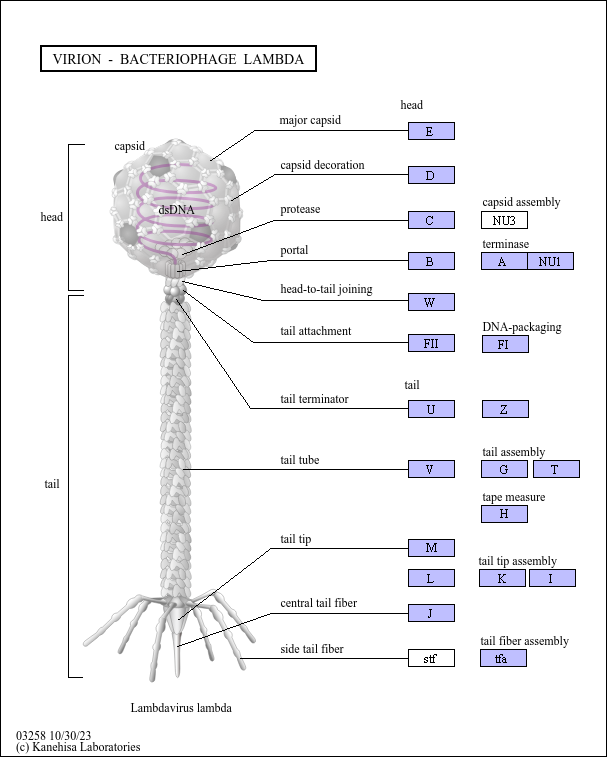 VIRION - BACTERIOPHAGE LAMBDA
head
major capsid
E
capsid
capsid decoration
D
dsDNA
protease
C
capsid assembly
NU3
head
portal
B
terminase
A
NU1
head-to-tail joining
W
tail attachment
FII
DNA-packaging
FI
tail
tail terminator
U
Z
tail tube
V
tail assembly
G
T
tail
tape measure
H
tail tip
M
L
tail tip assembly
K
I
central tail fiber
J
side tail fiber
stf
tail fiber assembly
tfa
Lambdavirus lambda
03258 10/30/23
(c) Kanehisa Laboratories